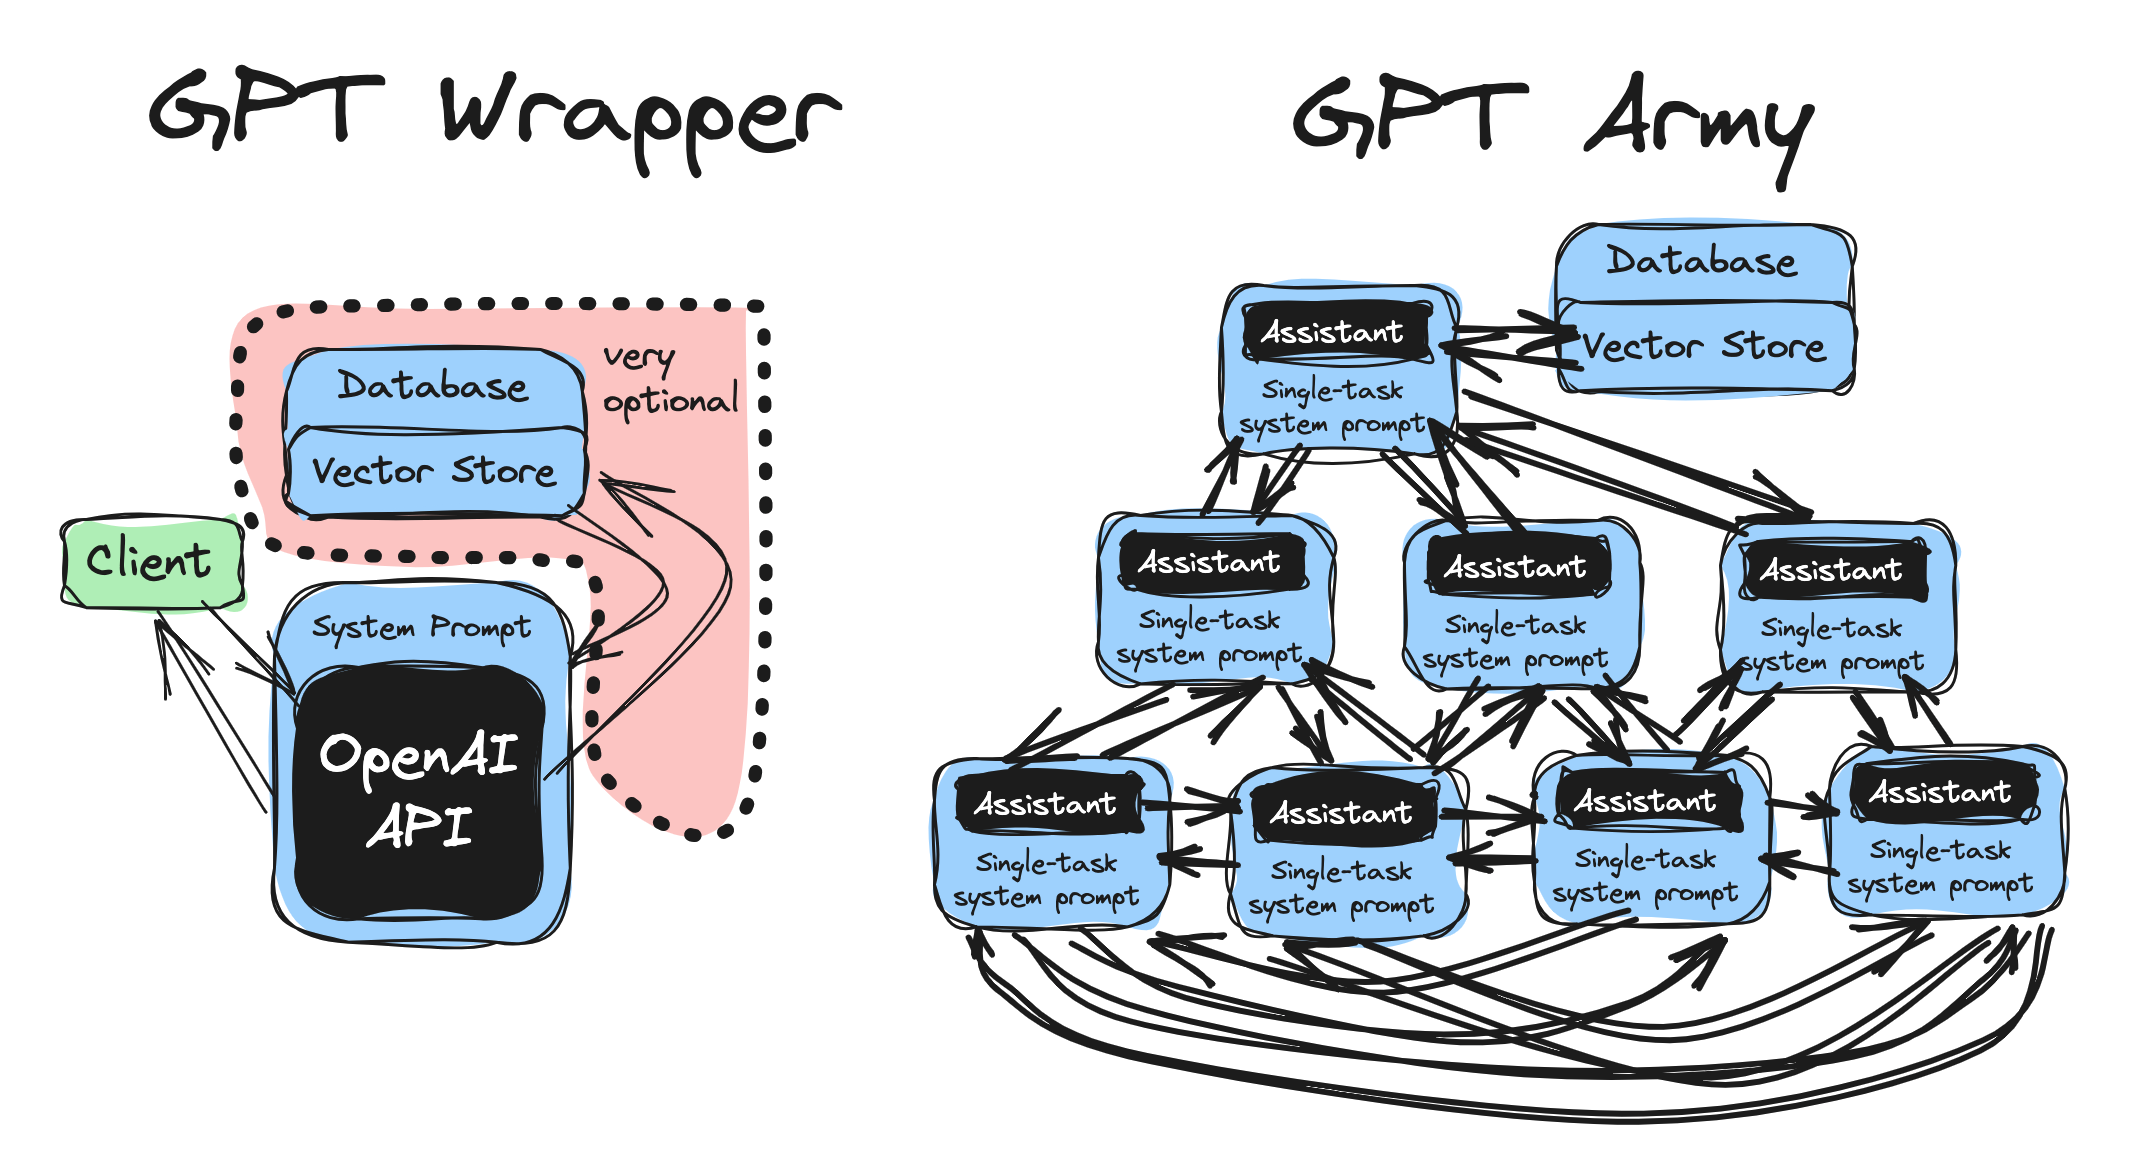 GPT Wrapper
very
optional
Database
Vector Store
Client
System Prompt
OpenAI
API
GPT Army
Database
Vector Store
Assistant
Single-task
system prompt
Assistant
Single-task
system prompt
Assistant
Single-task
system prompt
Assistant
Single-task
system prompt
Assistant
Single-task
system prompt
Assistant
Single-task
system prompt
Assistant
Single-task
system prompt
Assistant
Single-task
system prompt